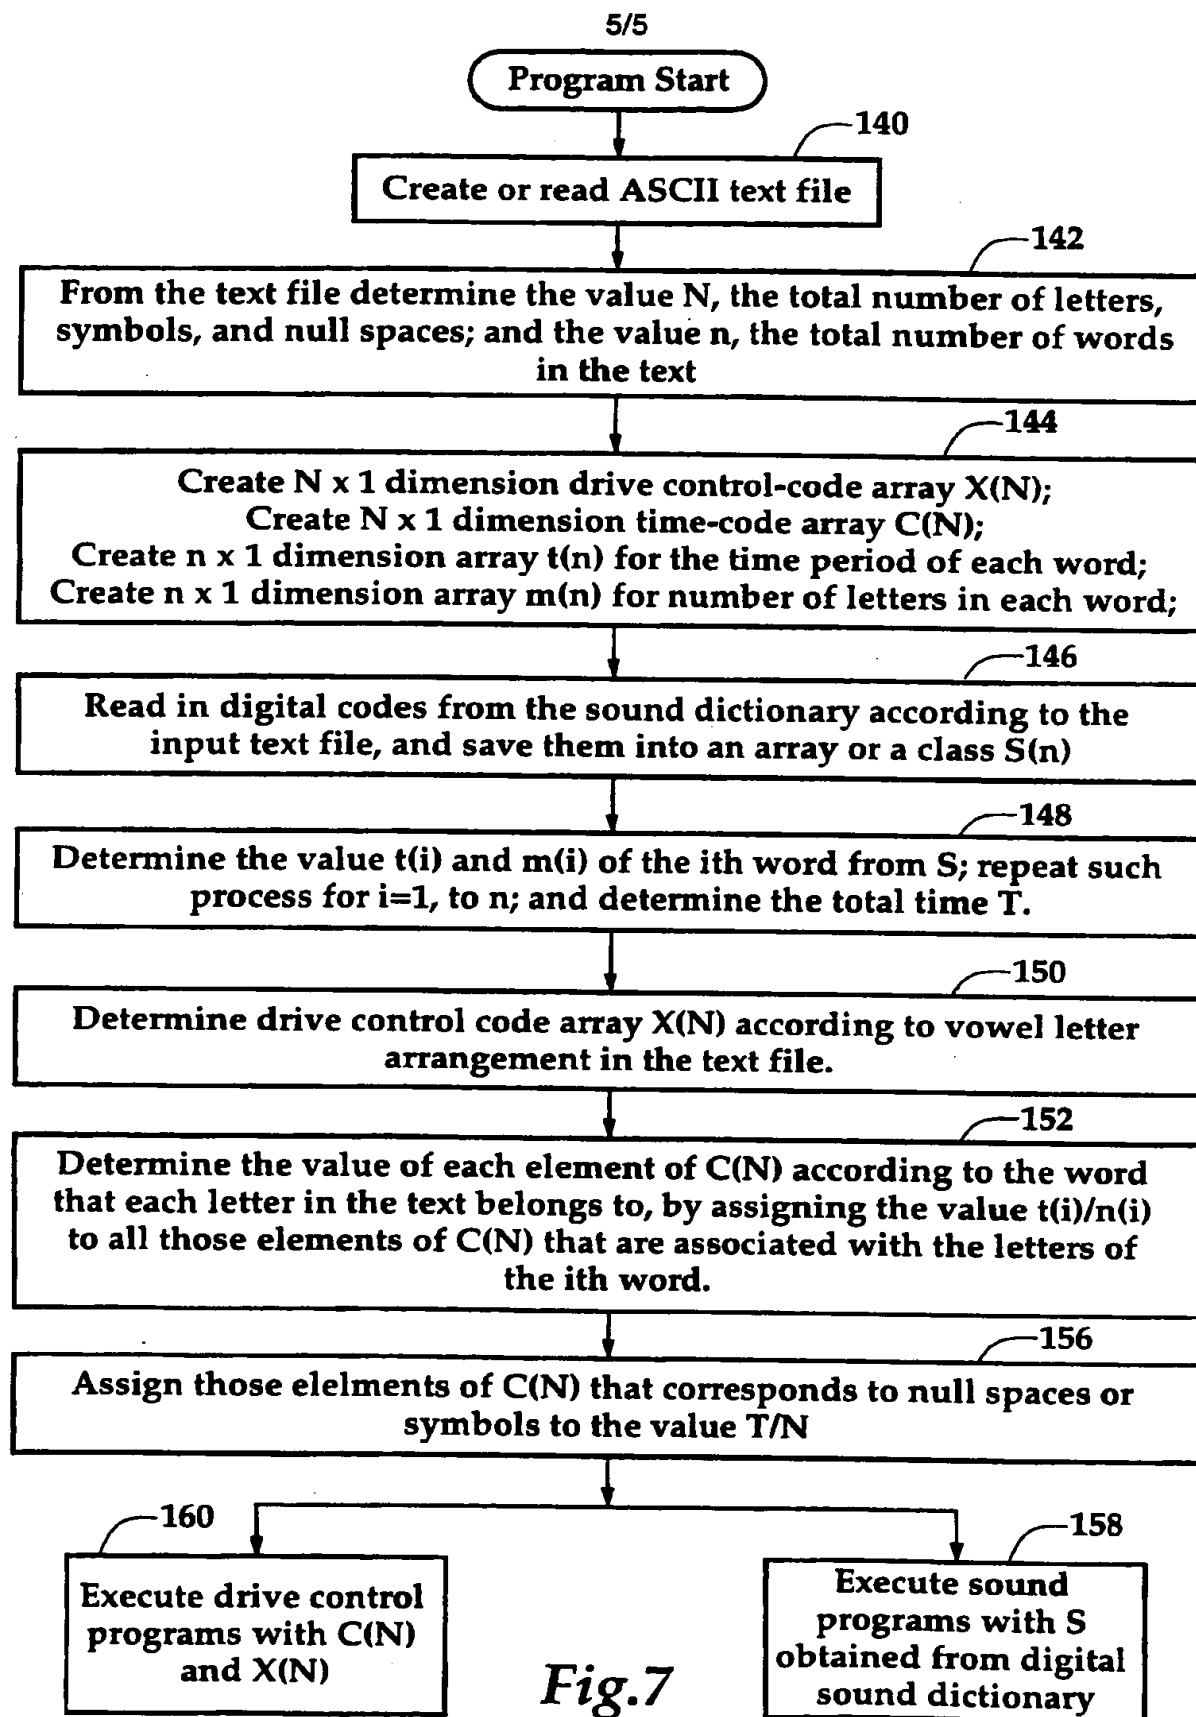 5/5
Program Start
140
Create or read ASCII text file
142
From the text file determine the value N, the total number of letters,
symbols, and null spaces; and the value n, the total number of words
in the text
144
Create N x 1 dimension drive control-code array X(N);
Create N x 1 dimension time-code array C(N);
Create n x 1 dimension array t(n) for the time period of each word;
Create n x 1 dimension array m(n) for number of letters in each word;
146
Read in digital codes from the sound dictionary according to the
input text file, and save them into an array or a class S(n)
148
Determine the value t(i) and m(i) of the ith word from S; repeat such
process for i=1, to n; and determine the total time T.
150
Determine drive control code array X(N) according to vowel letter
arrangement in the text file.
152
Determine the value of each element of C(N) according to the word
that each letter in the text belongs to, by assigning the value t(i)/n(i)
to all those elements of C(N) that are associated with the letters of
the ith word.
156
Assign those elelments of C(N) that corresponds to null spaces or
symbols to the value T/N
160
Execute drive control
programs with C(N)
and X(N)
158
Execute sound
programs with S
obtained from digital
sound dictionary
Fig.7